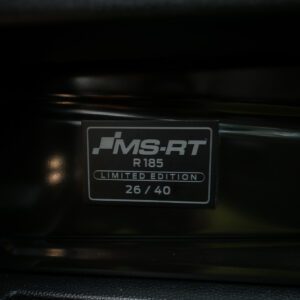 MS-RT
R185
LIMITED EDITION
26 / 40